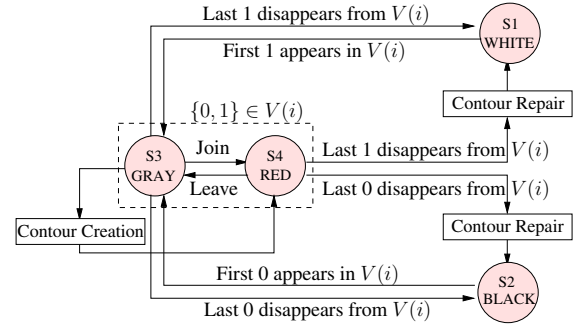 Last 1 disappears from V(i)
S1
WHITE
First 1 appears in V(i)
Contour Repair
{0, 1} ∈ V(i)
S3
GRAY
Join
S4
RED
Last 1 disappears from V(i)
Leave
Last 0 disappears from V(i)
Contour Creation
Contour Repair
First 0 appears in V(i)
S2
BLACK
Last 0 disappears from V(i)